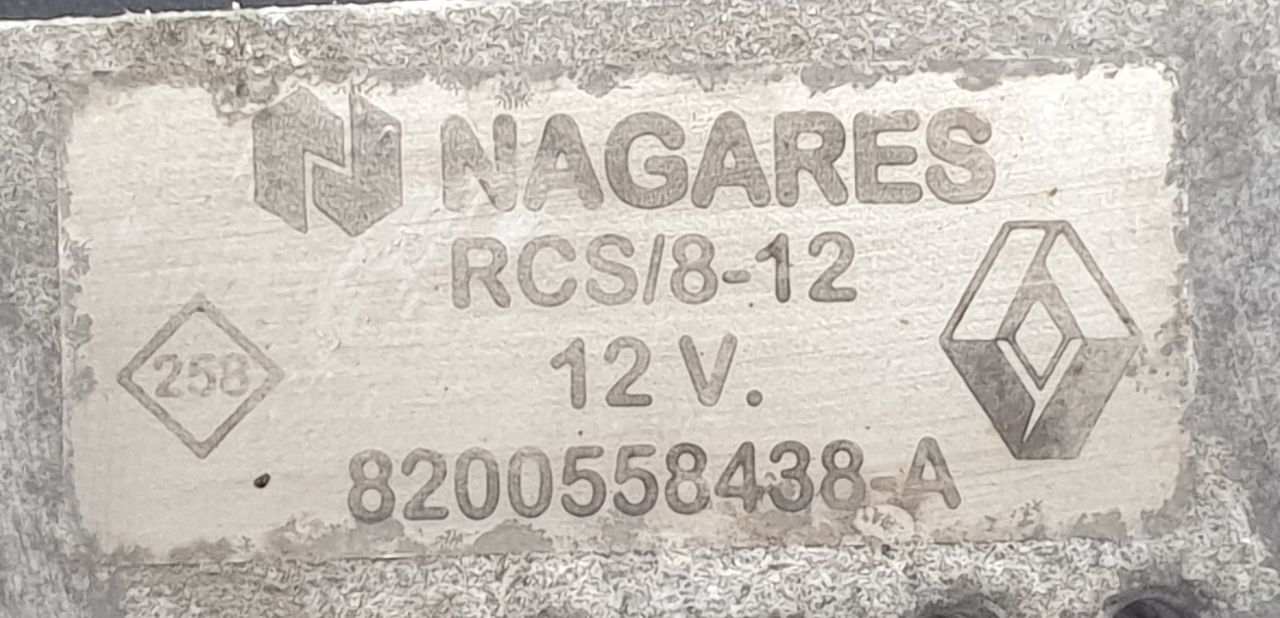 NAGARES
RCS/8-12
12 V.
258
8200558438-A